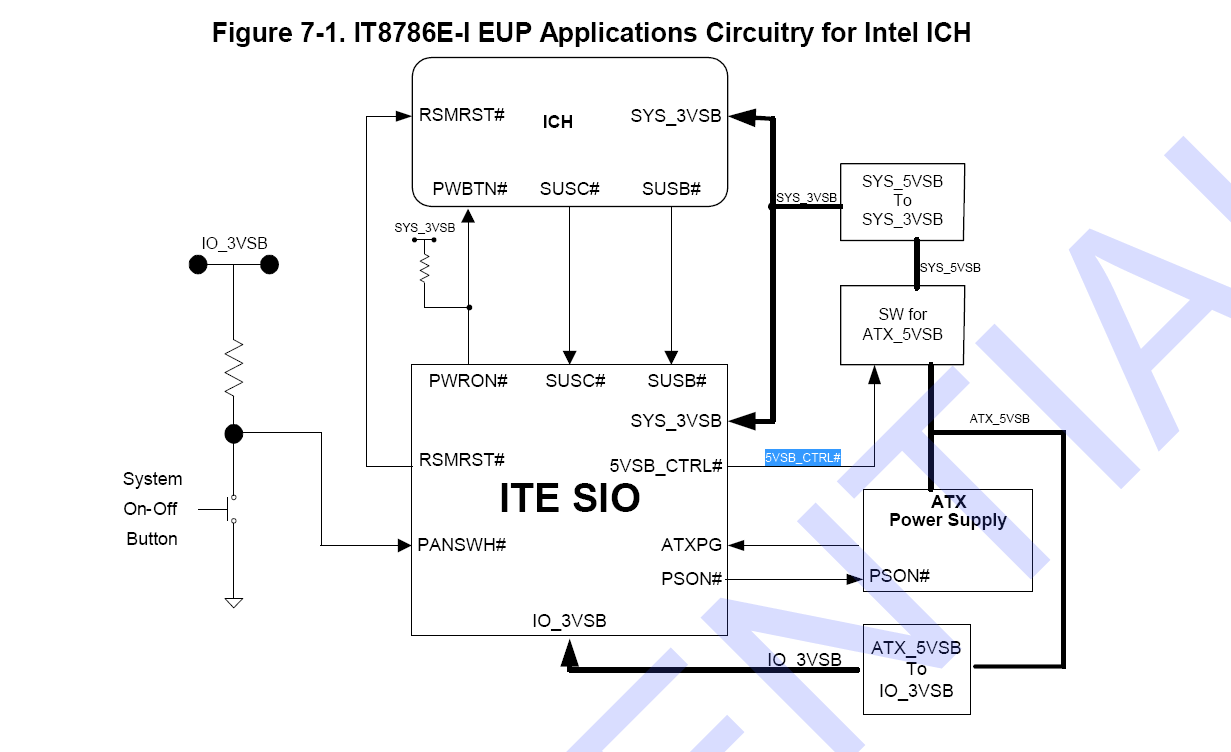 Figure 7-1. IT8786E-I EUP Applications Circuitry for Intel ICH
RSMRST#
ICH
SYS_3VSB
PWBTN#
SUSC#
SUSB#
SYS_3VSB
SYS_5VSB
To
SYS_3VSB
SYS_3VSB
SYS_5VSB
IO_3VSB
SW for
ATX_5VSB
PWRON#
SUSC#
SUSB#
SYS_3VSB
ATX_5VSB
RSMRST#
5VSB_CTRL#
5VSB_CTRL#
ITE SIO
System
On-Off
Button
ATX
Power Supply
PANSWH#
ATXPG
PSON#
PSON#
IO_3VSB
IO_3VSB
ATX_5VSB
To
IO_3VSB
ENTIA